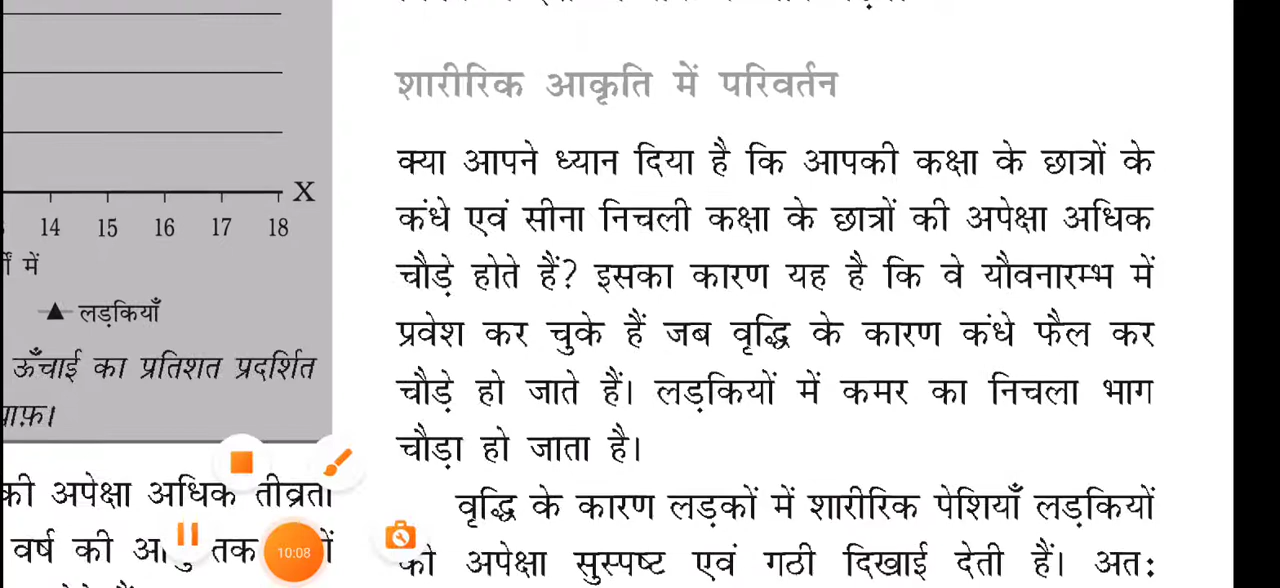 शारीरिक आकृति में परिवर्तन
क्या आपने ध्यान दिया है कि आपकी कक्षा के छात्रों के
कंधे एवं सीना निचली कक्षा के छात्रों की अपेक्षा अधिक
चौड़े होते हैं? इसका कारण यह है कि वे यौवनारम्भ में
प्रवेश कर चुके हैं जब वृद्धि के कारण कंधे फैल कर
चौड़े हो जाते हैं। लड़कियों में कमर का निचला भाग
चौड़ा हो जाता है।
वृद्धि के कारण लड़कों में शारीरिक पेशियाँ लड़कियों
की अपेक्षा सुस्पष्ट एवं गठी दिखाई देती हैं। अतः
X
14 15 16 17 18
में
लड़कियाँ
ऊँचाई का प्रतिशत प्रदर्शित
की अपेक्षा अधिक तीव्रता
वर्ष की तक
10:08